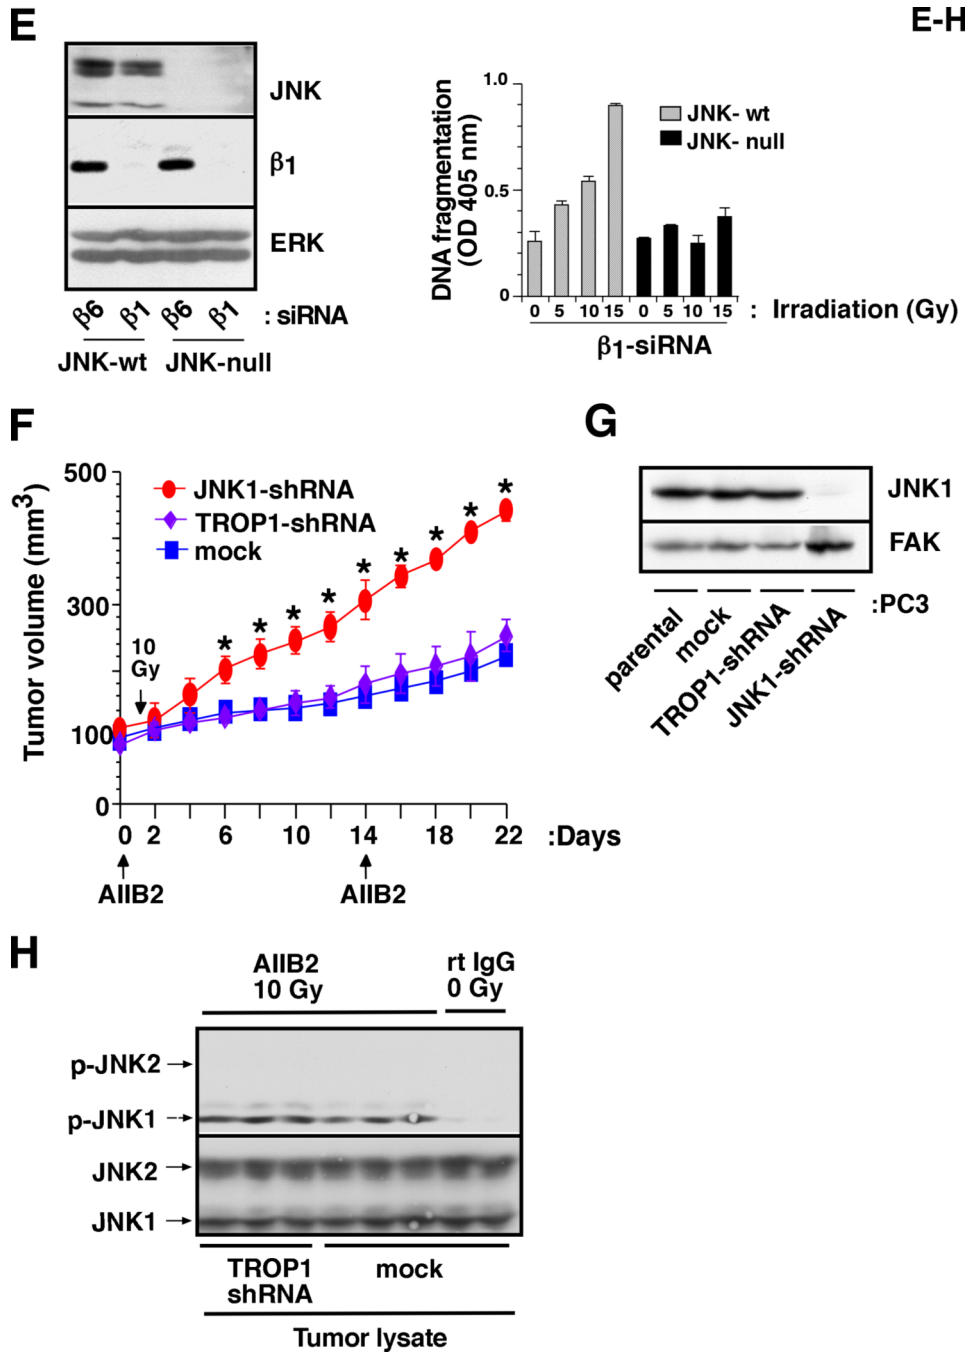 E
E-H
JNK
β1
ERK
β6 β1 β6 β1 : siRNA
JNK-wt JNK-null
DNA fragmentation
(OD 405 nm)
1.0
0.5
0
JNK- wt
JNK- null
0 5 10 15 0 5 10 15 : Irradiation (Gy)
β1-siRNA
F
Tumor volume (mm3)
500
300
100
0
JNK1-shRNA
TROP1-shRNA
mock
10
Gy
* * * * * * * * *
0 2 6 10 14 18 22 :Days
AIIB2 AIIB2
G
JNK1
FAK
parental mock TROP1-shRNA JNK1-shRNA :PC3
H
AIIB2 rt IgG
10 Gy 0 Gy
p-JNK2
p-JNK1
JNK2
JNK1
TROP1 mock
shRNA
Tumor lysate